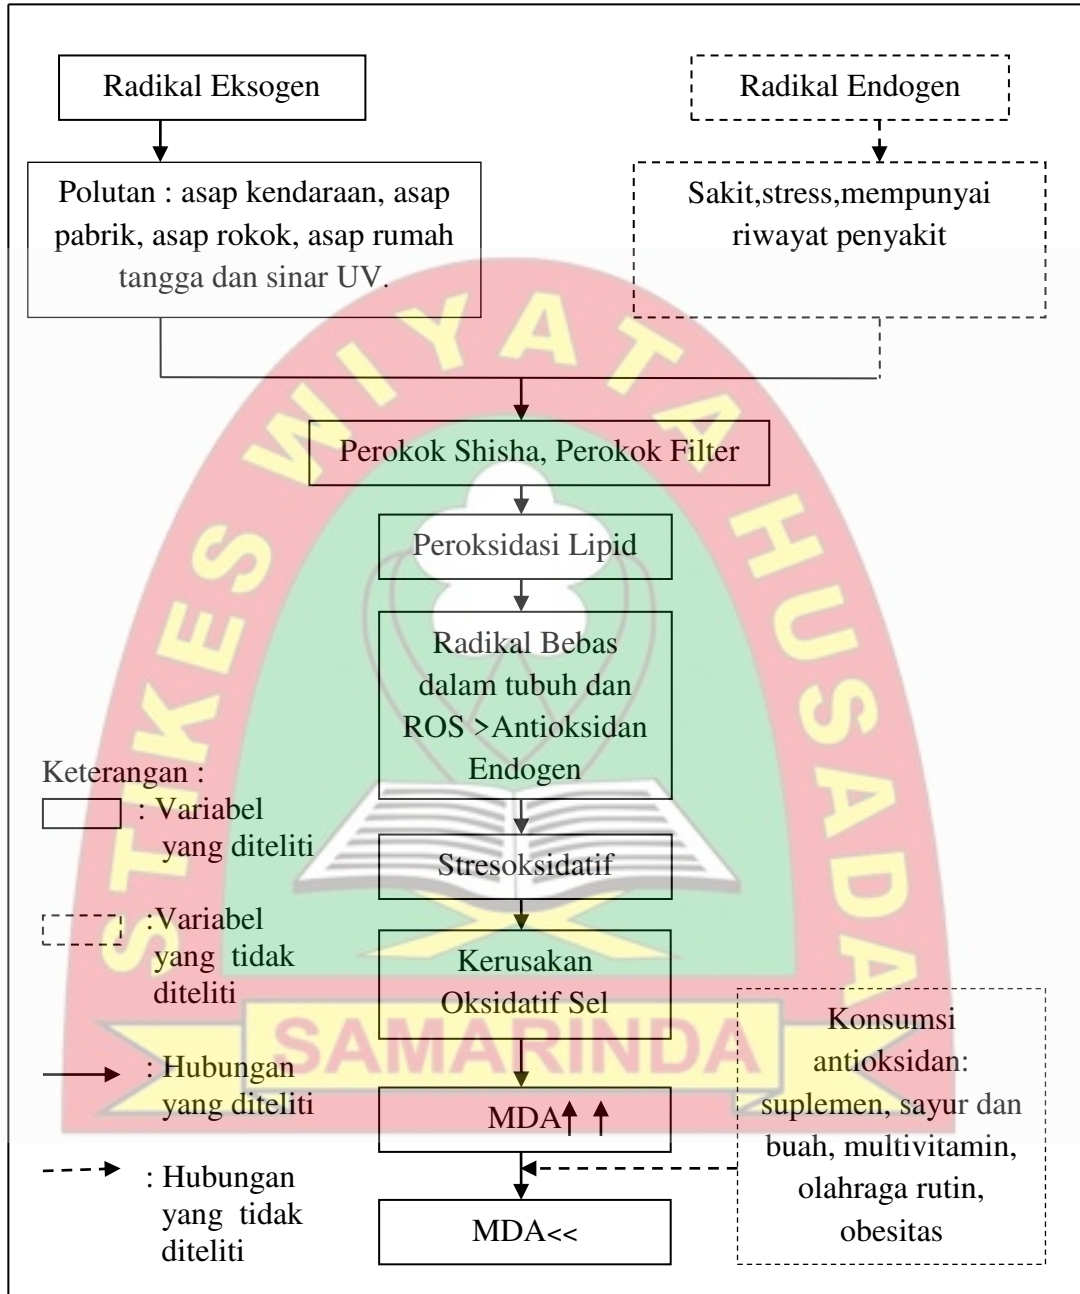 Radikal Eksogen
Radikal Endogen
Polutan : asap kendaraan, asap
pabrik, asap rokok, asap rumah
tangga dan sinar UV.
Sakit,stress,mempunyai
riwayat penyakit
Perokok Shisha, Perokok Filter
Peroksidasi Lipid
Radikal Bebas
dalam tubuh dan
ROS >Antioksidan
Endogen
Stresoksidatif
Kerusakan
Oksidatif Sel
MDA↑ ↑
MDA<<
Konsumsi
antioksidan:
suplemen, sayur dan
buah, multivitamin,
olahraga rutin,
obesitas
Keterangan :
: Variabel
yang diteliti
:Variabel
yang tidak
diteliti
: Hubungan
yang diteliti
: Hubungan
yang tidak
diteliti
STIKES WIYATA HUSADA
SAMARINDA